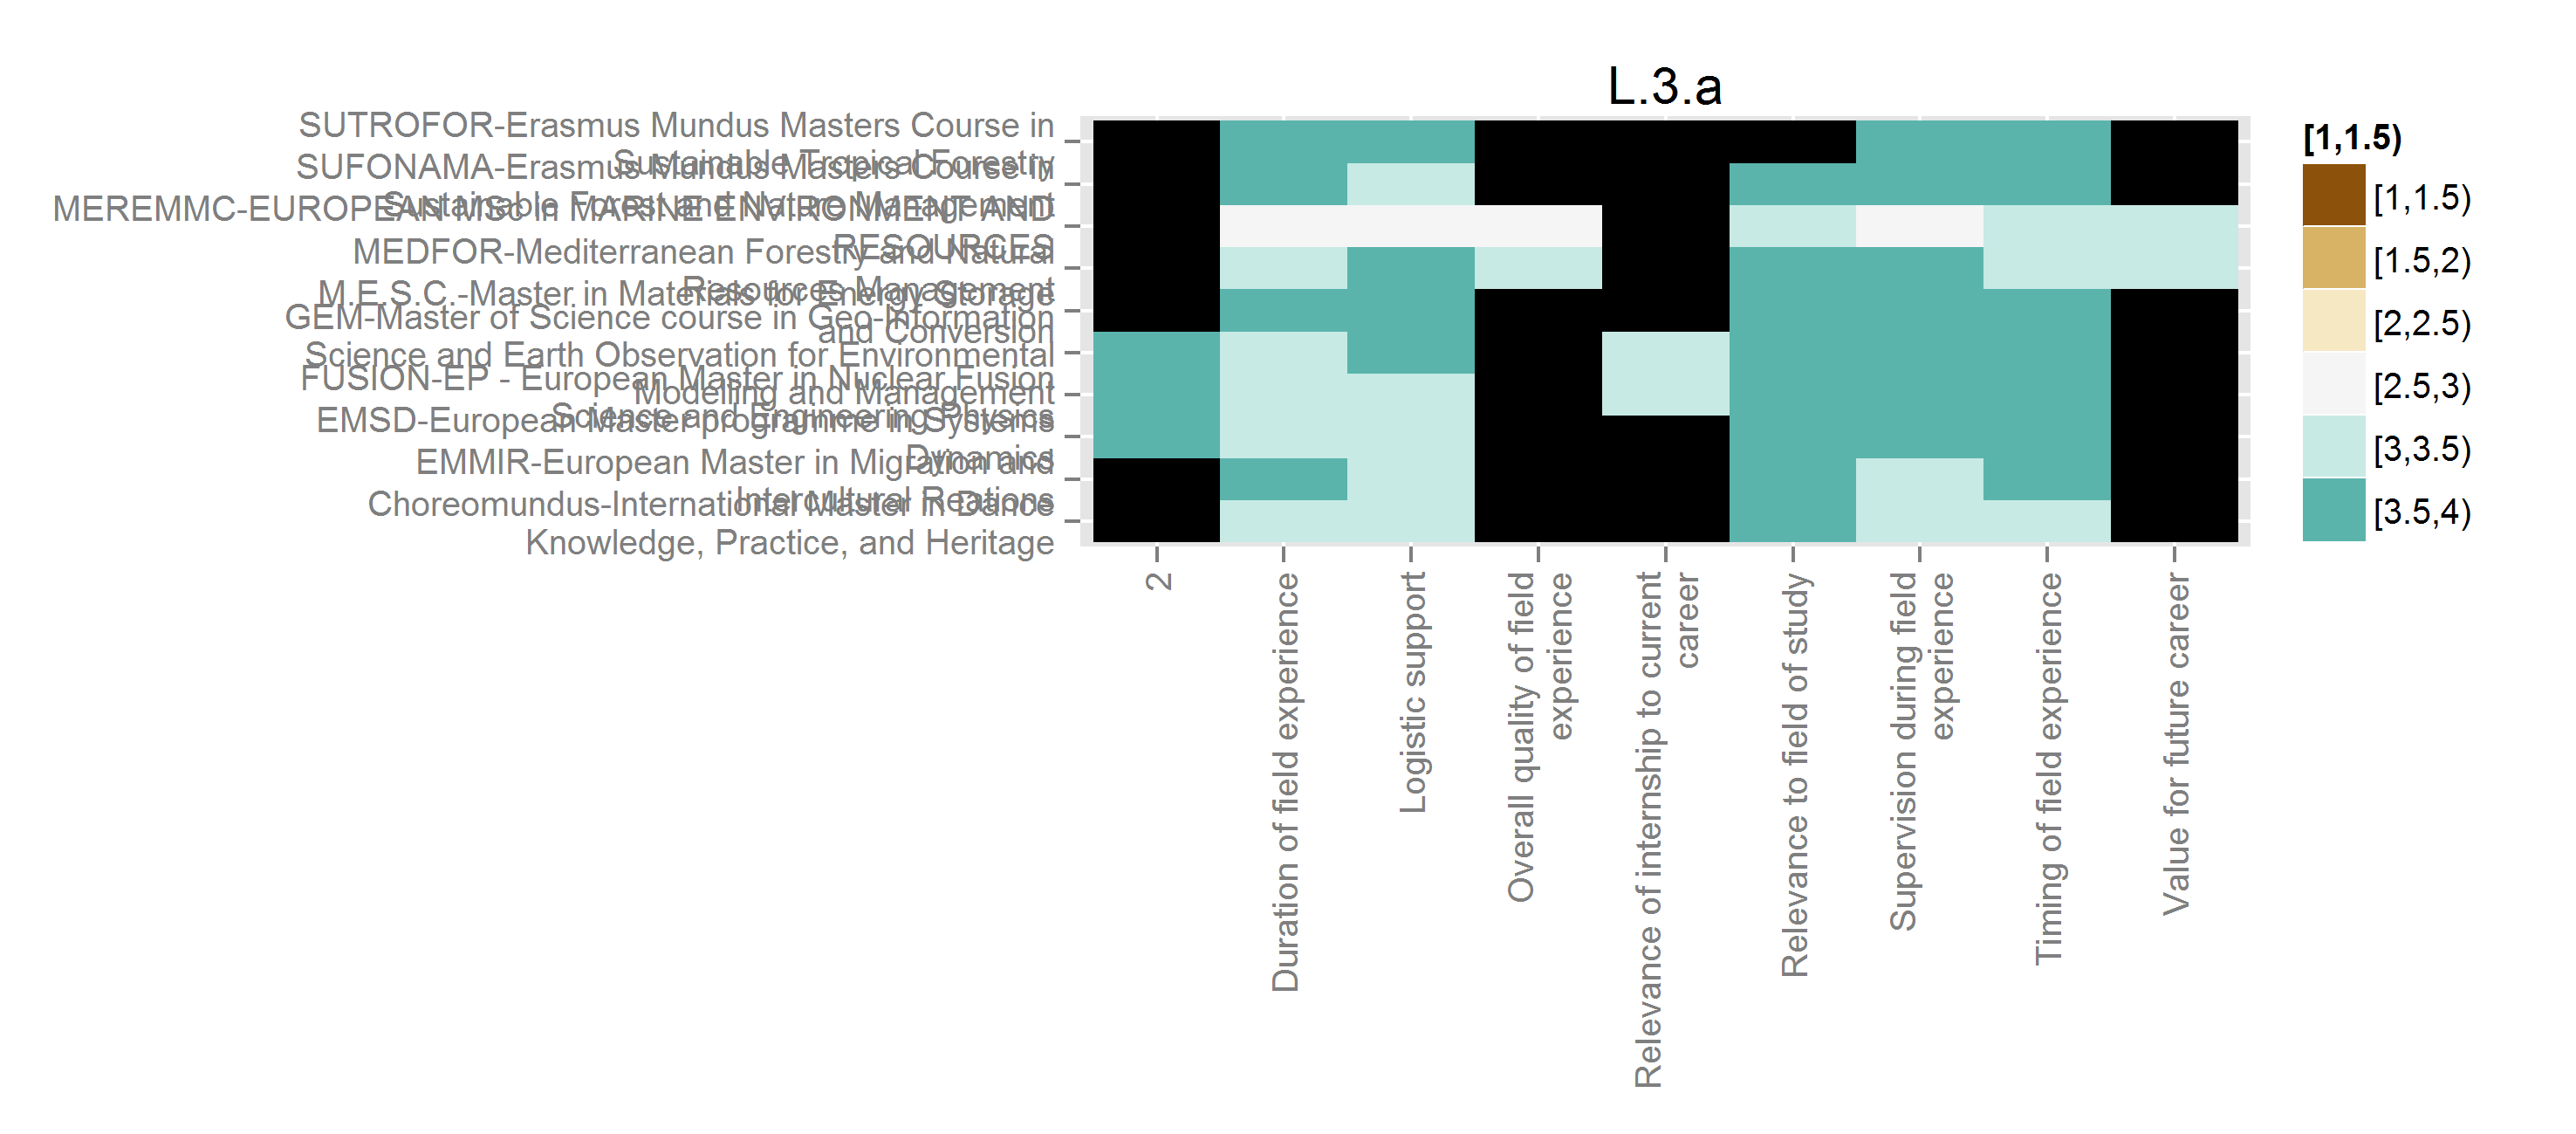 L.3.a
SUTROFOR-Erasmus Mundus Masters Course in
Sustainable Tropical Forestry
SUFONAMA-Erasmus Mundus Masters Course in
Sustainable Forest and Nature Management
MEREMMC-EUROPEAN MSc in MARINE ENVIRONMENT AND
RESOURCES
MEDFOR-Mediterranean Forestry and Natural
Resources Management
M.E.S.C.-Master in Materials for Energy Storage
and Conversion
GEM-Master of Science course in Geo-Information
Science and Earth Observation for Environmental
Modelling and Management
FUSION-EP - European Master in Nuclear Fusion
Science and Engineering Physics
EMSD-European Master programme in Systems
Dynamics
EMMIR-European Master in Migration and
Intercultural Reations
Choreomundus-International Master in Dance
Knowledge, Practice, and Heritage
2
Duration of field experience
Logistic support
Overall quality of field
experience
Relevance of internship to current
career
Relevance to field of study
Supervision during field
experience
Timing of field experience
Value for future career
[1,1.5)
[1,1.5)
[1.5,2)
[2,2.5)
[2.5,3)
[3,3.5)
[3.5,4)